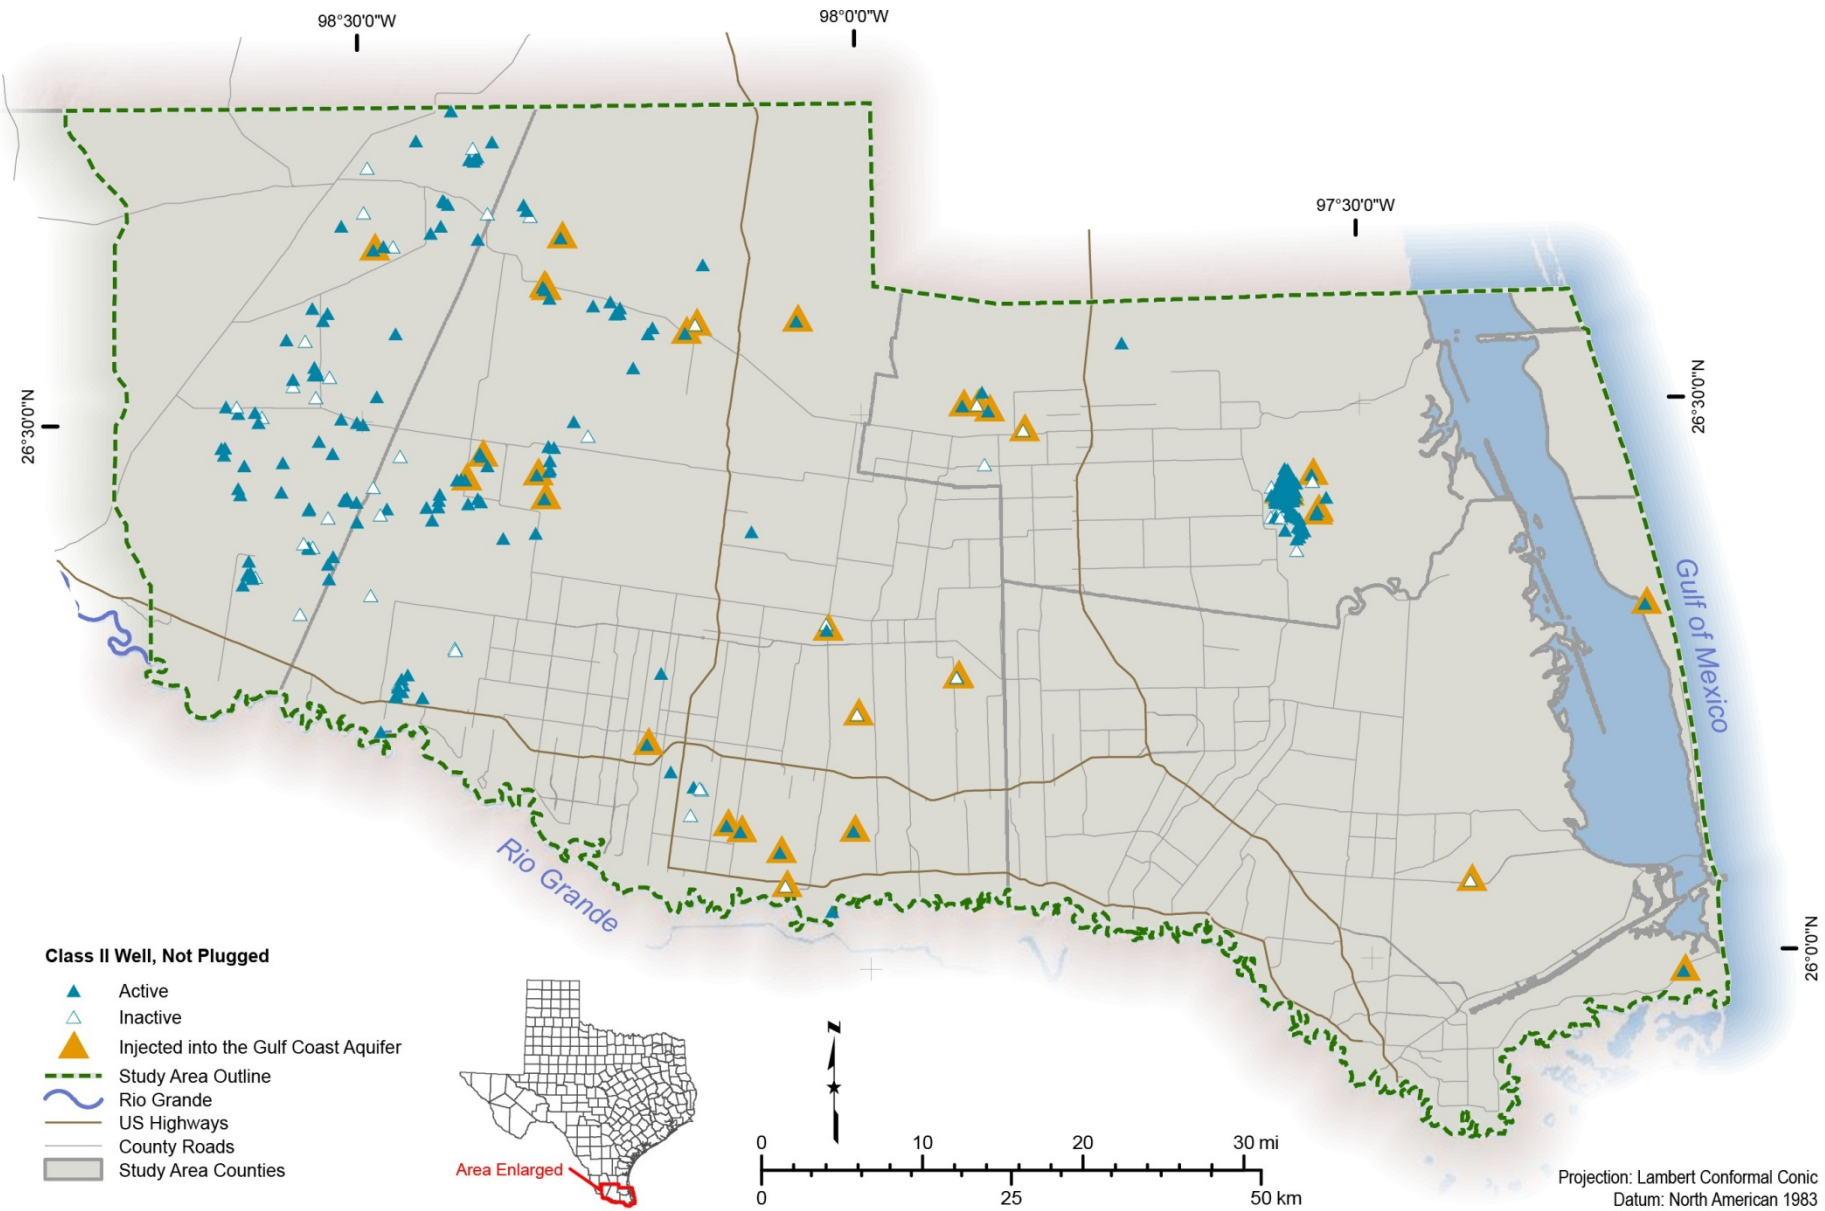 98°30'0"W
98°0'0"W
97°30'0"W
26°30'0"N
26°30'0"N
Gulf of Mexico
Rio Grande
26°0'0"N
Class II Well, Not Plugged
Active
Inactive
Injected into the Gulf Coast Aquifer
Study Area Outline
Rio Grande
US Highways
County Roads
Study Area Counties
Area Enlarged
N
0 10 20 30 mi
0 25 50 km
Projection: Lambert Conformal Conic
Datum: North American 1983